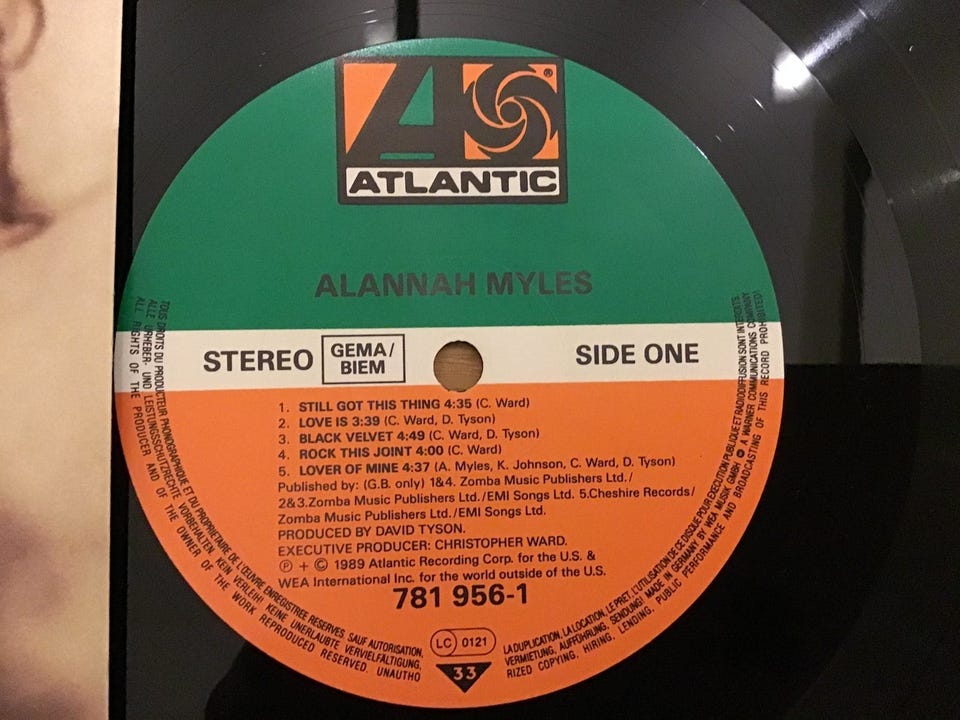 ATLANTIC
®
ALANNAH MYLES
STEREO
GEMA/
BIEM
SIDE ONE
1. STILL GOT THIS THING 4:35 (C. Ward)
2. LOVE IS 3:39 (C. Ward, D. Tyson)
3. BLACK VELVET 4:49 (C. Ward, D. Tyson)
4. ROCK THIS JOINT 4:00 (C. Ward)
5. LOVER OF MINE 4:37 (A. Myles, K. Johnson, C. Ward, D. Tyson)
Published by: (G.B. only) 1&4. Zomba Music Publishers Ltd./
2&3.Zomba Music Publishers Ltd./EMI Songs Ltd. 5.Cheshire Records/
Zomba Music Publishers Ltd./EMI Songs Ltd.
PRODUCED BY DAVID TYSON.
EXECUTIVE PRODUCER: CHRISTOPHER WARD.
Ⓟ + © 1989 Atlantic Recording Corp. for the U.S. &
WEA International Inc. for the world outside of the U.S.
781 956-1
LC 0121
33
TOUS DROITS DU PRODUCTEUR PHONOGRAPHIQUE ET DU PROPRIETAIRE DE L'ŒUVRE ENREGISTREE RESERVES. SAUF AUTORISATION,
LA DUPLICATION, LA LOCATION, LE PRET, L'UTILISATION DE CE DISQUE POUR EXECUTION PUBLIQUE ET RADIODIFFUSION SONT INTERDITS.
ALLE URHEBER- UND LEISTUNGSSCHUTZRECHTE VORBEHALTEN. KEIN VERLEIH! KEINE UNERLAUBTE VERVIELFÄLTIGUNG,
VERMIETUNG, AUFFÜHRUNG, SENDUNG! MADE IN GERMANY BY WEA MUSIK GMBH A WARNER COMMUNICATIONS COMPANY
ALL RIGHTS OF THE PRODUCER AND OF THE OWNER OF THE WORK REPRODUCED RESERVED. UNAUTHO
RIZED COPYING, HIRING, LENDING, PUBLIC PERFORMANCE AND BROADCASTING OF THIS RECORD PROHIBITED!